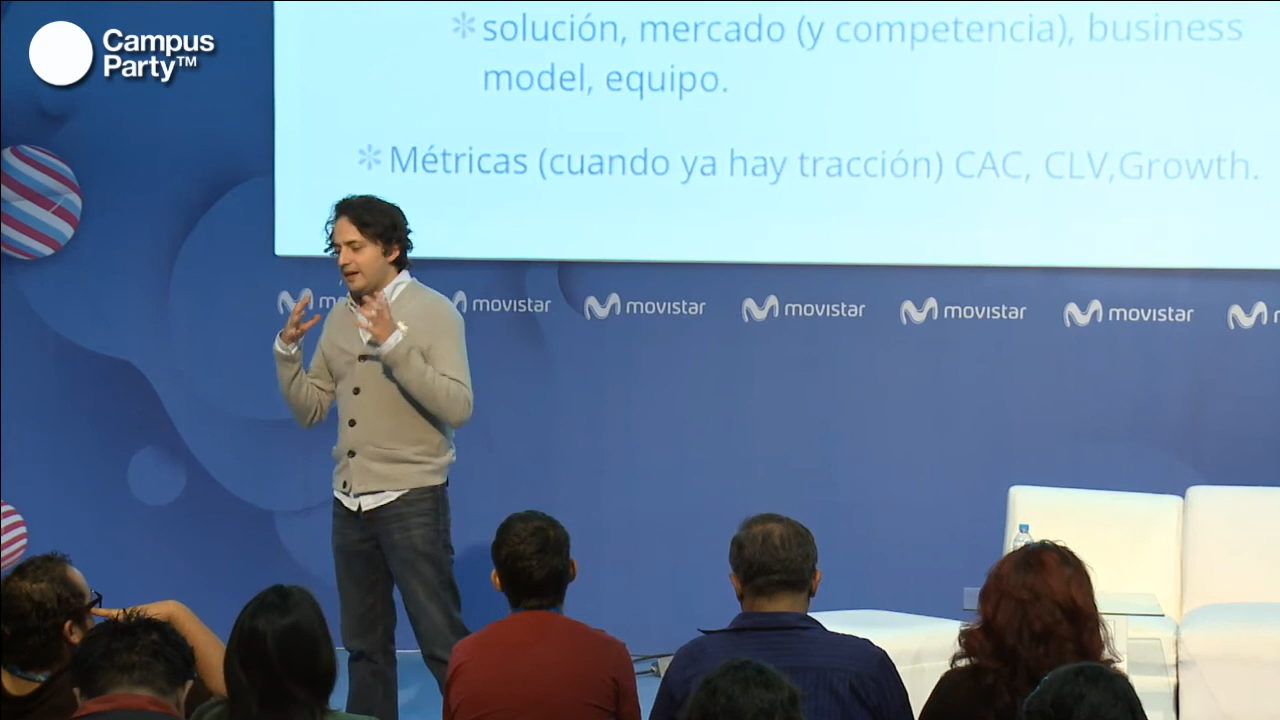 Campus
Party™
*solución, mercado (y competencia), business
model, equipo.
*Métricas (cuando ya hay tracción) CAC, CLV,Growth.
movistar movistar movistar movistar movistar